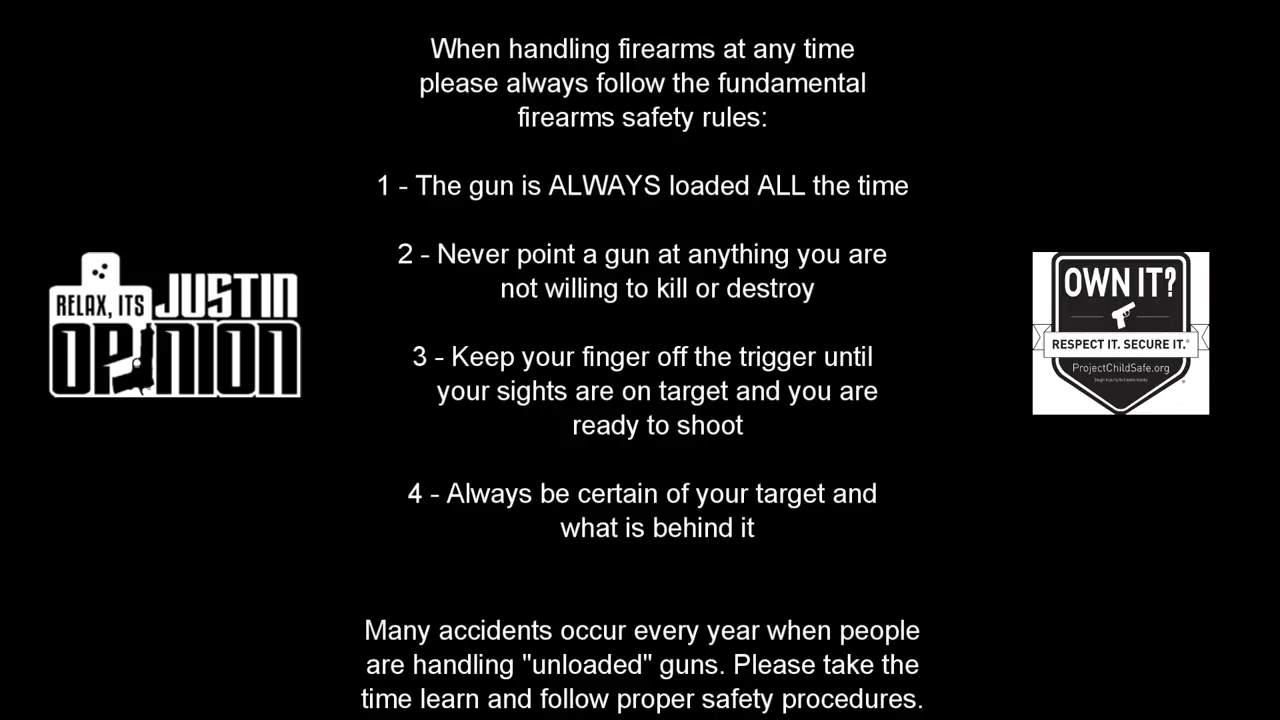 When handling firearms at any time
please always follow the fundamental
firearms safety rules:
1 - The gun is ALWAYS loaded ALL the time
2 - Never point a gun at anything you are
not willing to kill or destroy
3 - Keep your finger off the trigger until
your sights are on target and you are
ready to shoot
4 - Always be certain of your target and
what is behind it
Many accidents occur every year when people
are handling "unloaded" guns. Please take the
time learn and follow proper safety procedures.
RELAX, ITS JUSTIN
OPINION
OWN IT?
RESPECT IT. SECURE IT.
ProjectChildSafe.org